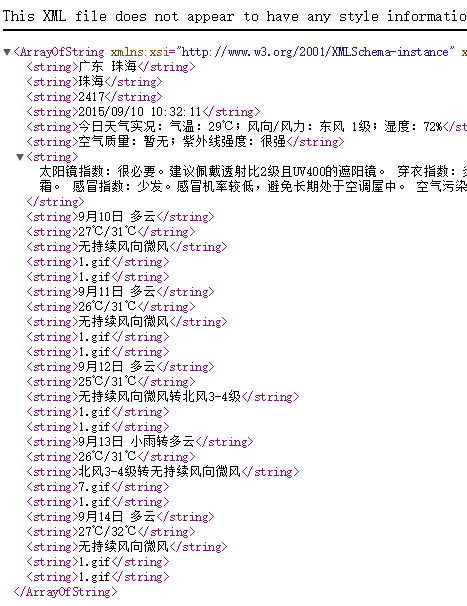 This XML file does not appear to have any style informatio
▼<ArrayOfString xmlns:xsi="http://www.w3.org/2001/XMLSchema-instance"
<string>广东 珠海</string>
<string>珠海</string>
<string>2417</string>
<string>2015/09/10 10:32:11</string>
<string>今日天气实况：气温：29℃；风向/风力：东风 1级；湿度：72%</st
<string>空气质量：暂无；紫外线强度：很强</string>
▼<string>
太阳镜指数：很必要。建议佩戴透射比2级且UV400的遮阳镜。 穿衣指数：
霜。 感冒指数：少发。感冒机率较低，避免长期处于空调屋中。 空气污染
</string>
<string>9月10日 多云</string>
<string>27℃/31℃</string>
<string>无持续风向微风</string>
<string>1.gif</string>
<string>1.gif</string>
<string>9月11日 多云</string>
<string>26℃/31℃</string>
<string>无持续风向微风</string>
<string>1.gif</string>
<string>1.gif</string>
<string>9月12日 多云</string>
<string>25℃/31℃</string>
<string>无持续风向微风转北风3-4级</string>
<string>1.gif</string>
<string>1.gif</string>
<string>9月13日 小雨转多云</string>
<string>26℃/31℃</string>
<string>北风3-4级转无持续风向微风</string>
<string>7.gif</string>
<string>1.gif</string>
<string>9月14日 多云</string>
<string>27℃/32℃</string>
<string>无持续风向微风</string>
<string>1.gif</string>
<string>1.gif</string>
</ArrayOfString>